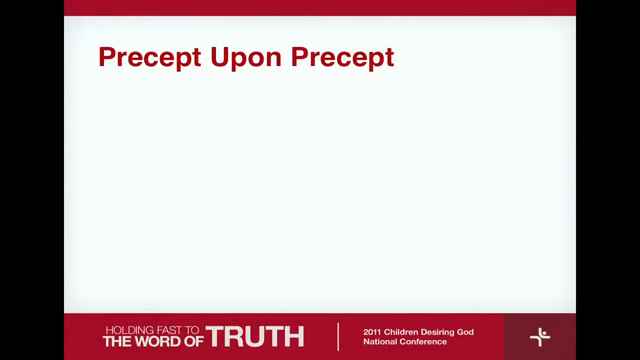 Precept Upon Precept
HOLDING FAST TO
THE WORD OF TRUTH
2011 Children Desiring God
National Conference